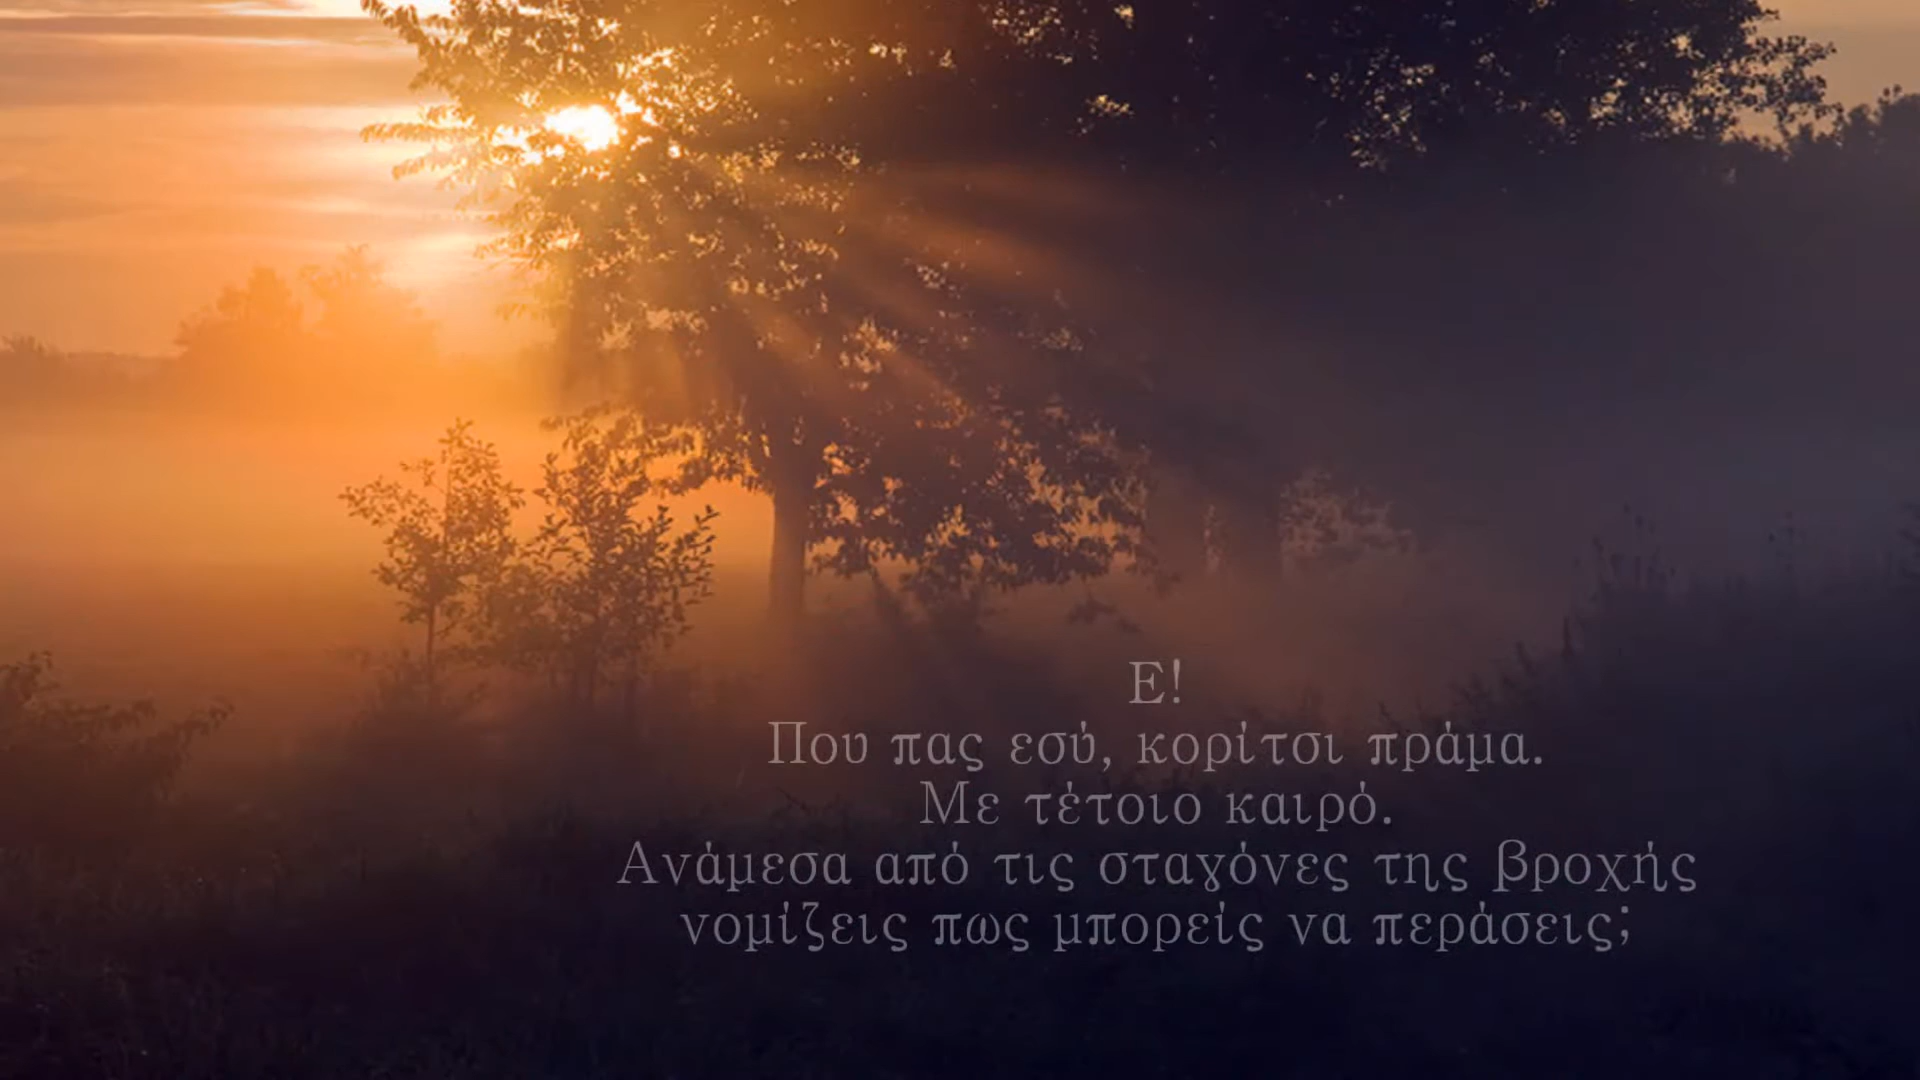 Ε!
Που πας εσύ, κορίτσι πράμα.
Με τέτοιο καιρό.
Ανάμεσα από τις σταγόνες της βροχής
νομίζεις πως μπορείς να περάσεις;